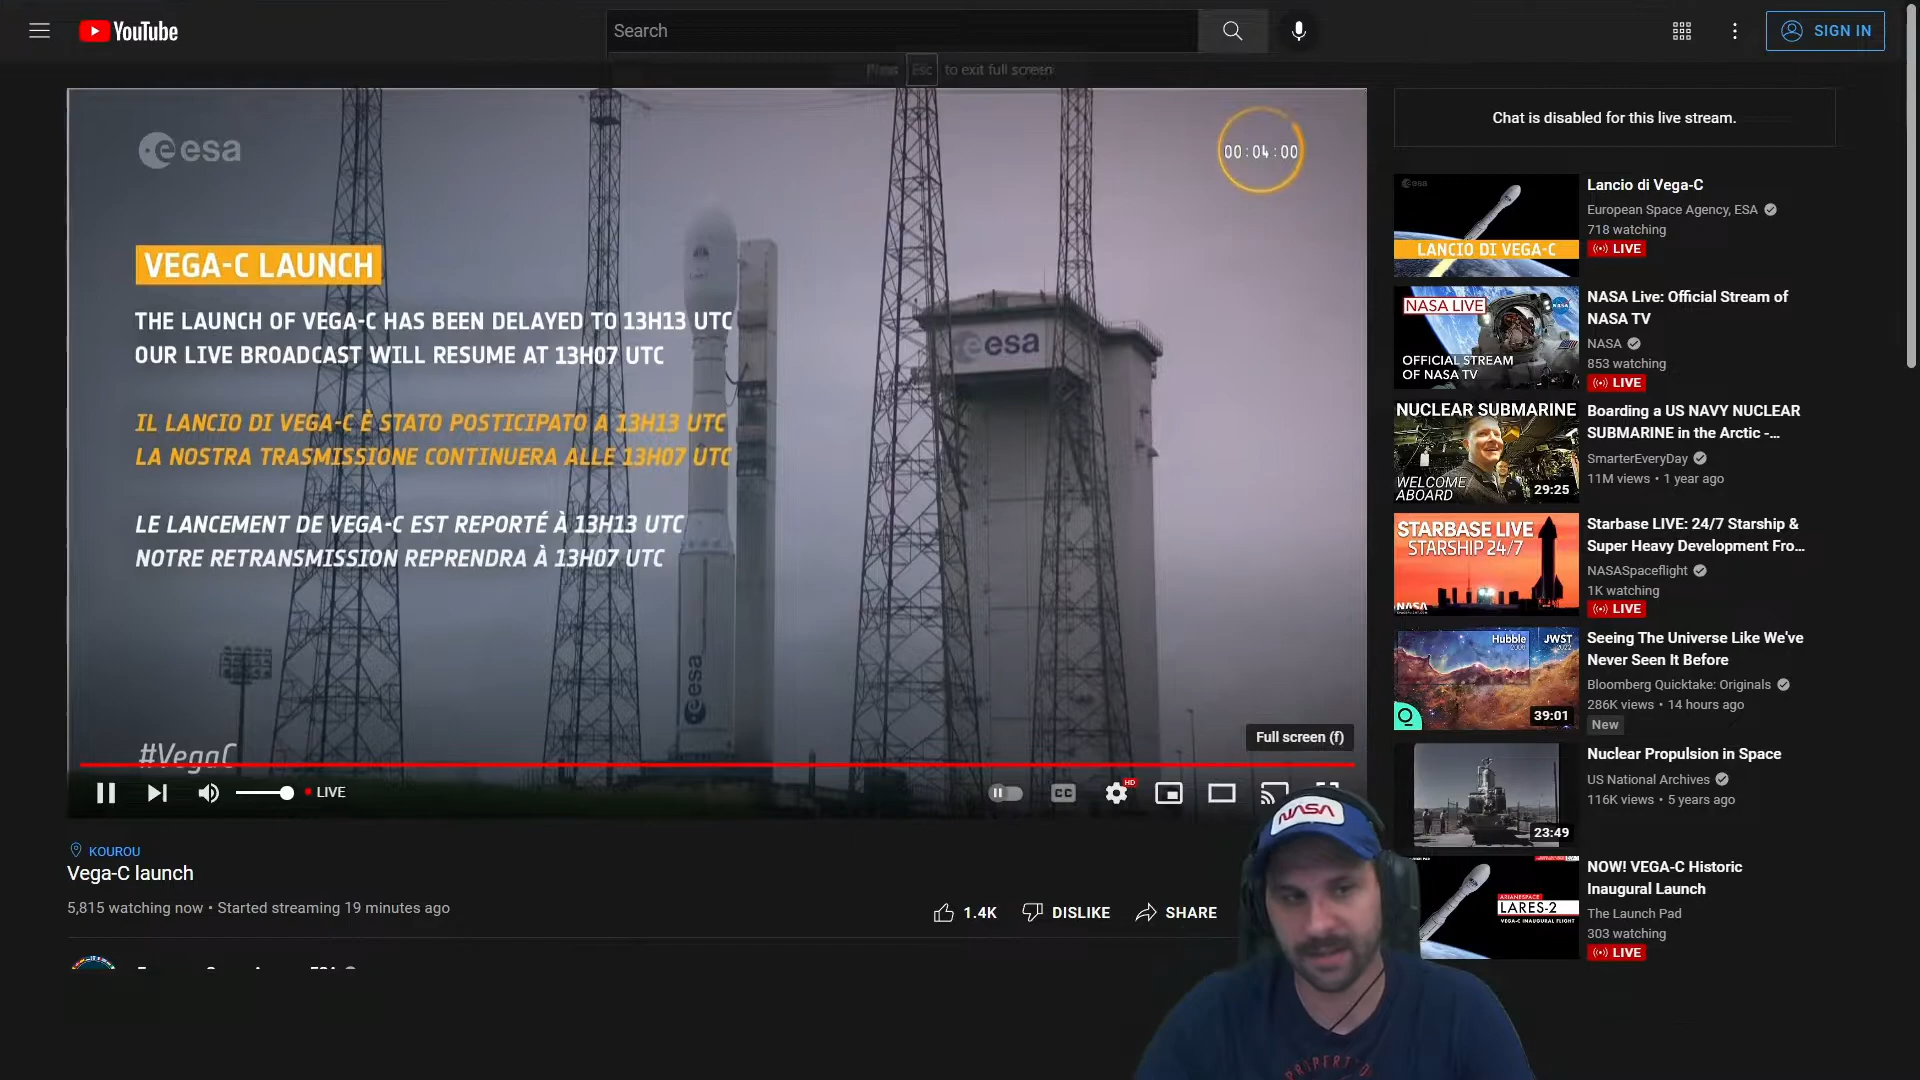 YouTube
Search
SIGN IN
Press Esc to exit full screen
esa
00:04:00
VEGA-C LAUNCH
THE LAUNCH OF VEGA-C HAS BEEN DELAYED TO 13H13 UTC
OUR LIVE BROADCAST WILL RESUME AT 13H07 UTC
IL LANCIO DI VEGA-C È STATO POSTICIPATO A 13H13 UTC
LA NOSTRA TRASMISSIONE CONTINUERA ALLE 13H07 UTC
LE LANCEMENT DE VEGA-C EST REPORTÉ À 13H13 UTC
NOTRE RETRANSMISSION REPRENDRA À 13H07 UTC
esa
esa
#VegaC
Full screen (f)
LIVE
CC
HD
KOUROU
Vega-C launch
5,815 watching now • Started streaming 19 minutes ago
1.4K
DISLIKE
SHARE
NASA
Chat is disabled for this live stream.
esa
LANCIO DI VEGA-C
Lancio di Vega-C
European Space Agency, ESA
718 watching
LIVE
NASA LIVE
OFFICIAL STREAM
OF NASA TV
NASA Live: Official Stream of
NASA TV
NASA
853 watching
LIVE
NUCLEAR SUBMARINE
WELCOME
ABOARD
29:25
Boarding a US NAVY NUCLEAR
SUBMARINE in the Arctic -...
SmarterEveryDay
11M views • 1 year ago
STARBASE LIVE
STARSHIP 24/7
NASA
Starbase LIVE: 24/7 Starship &
Super Heavy Development Fro...
NASASpaceflight
1K watching
LIVE
Hubble
2008
JWST
2022
39:01
Seeing The Universe Like We've
Never Seen It Before
Bloomberg Quicktake: Originals
286K views • 14 hours ago
New
23:49
Nuclear Propulsion in Space
US National Archives
116K views • 5 years ago
ARIANESPACE
LARES-2
VEGA-C INAUGURAL FLIGHT
NOW! VEGA-C Historic
Inaugural Launch
The Launch Pad
303 watching
LIVE